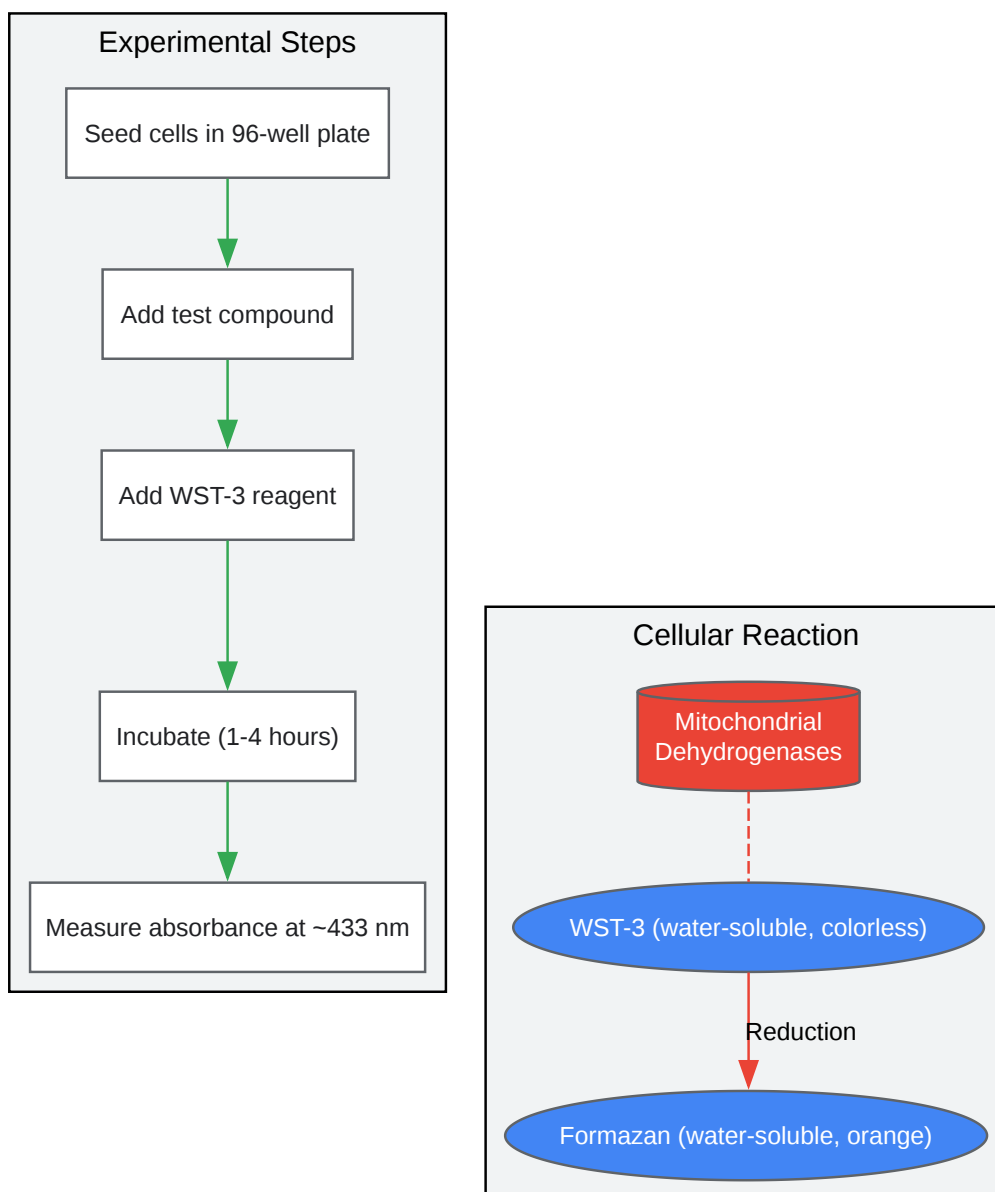 Experimental Steps
Seed cells in 96-well plate
Add test compound
Add WST-3 reagent
Incubate (1-4 hours)
Measure absorbance at ~433 nm
Cellular Reaction
Mitochondrial
Dehydrogenases
WST-3 (water-soluble, colorless)
Reduction
Formazan (water-soluble, orange)